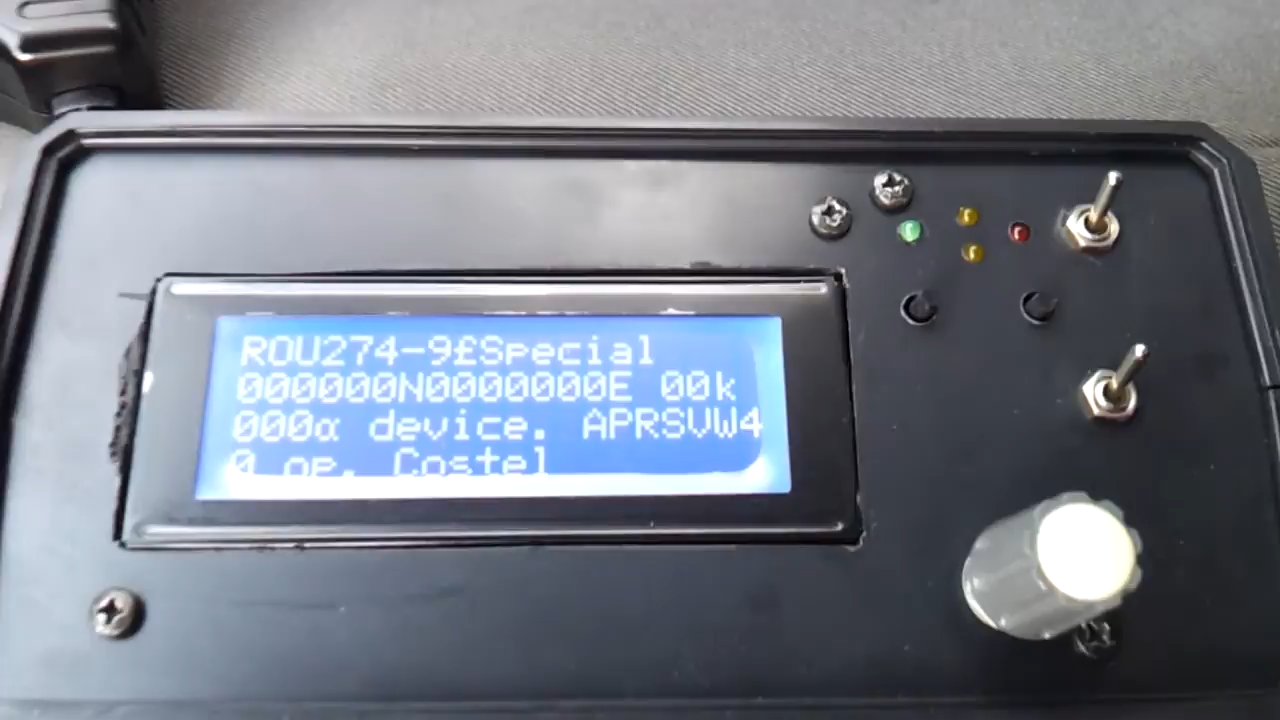 ROU274-9£Special
000000N0000000E 00k
000α device. APRSVW4
0 op. Costel